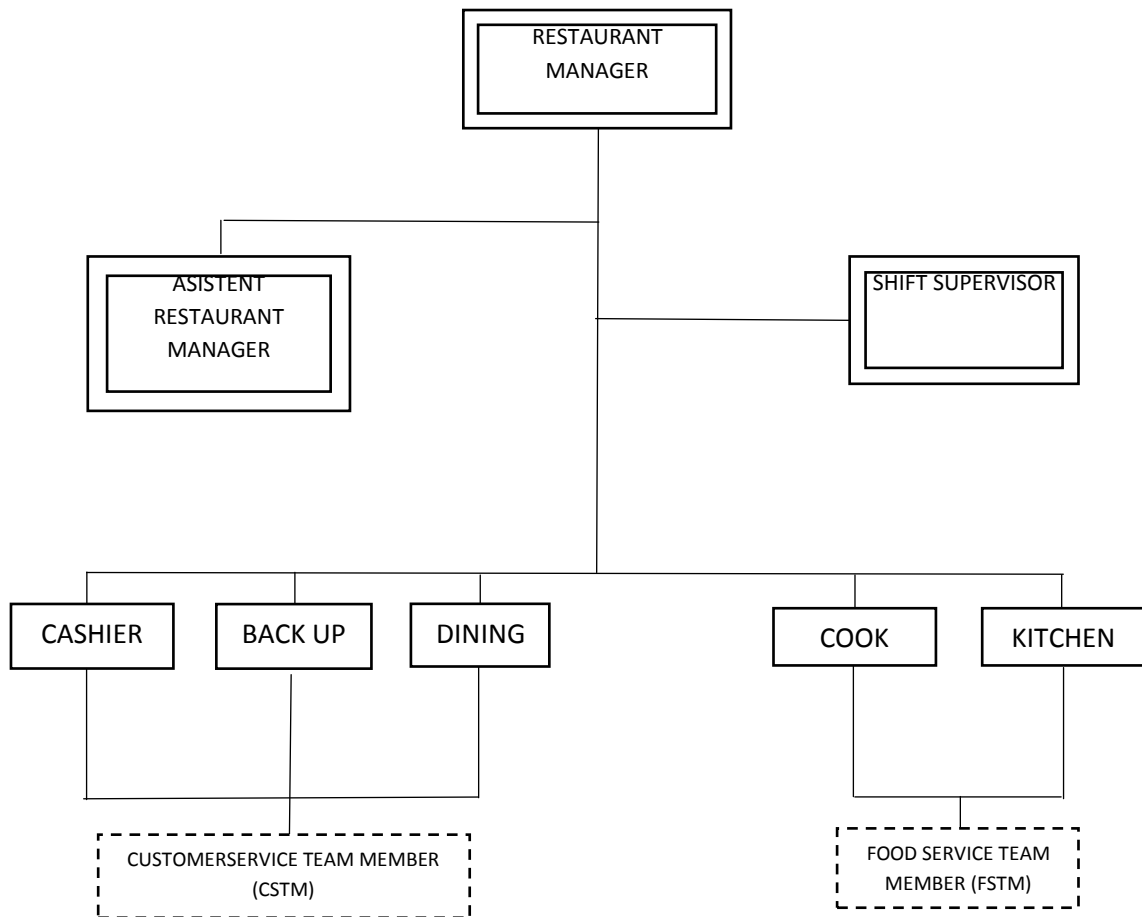 RESTAURANT
MANAGER
ASISTENT
RESTAURANT
MANAGER
SHIFT SUPERVISOR
CASHIER
BACK UP
DINING
COOK
KITCHEN
CUSTOMERSERVICE TEAM MEMBER
(CSTM)
FOOD SERVICE TEAM
MEMBER (FSTM)